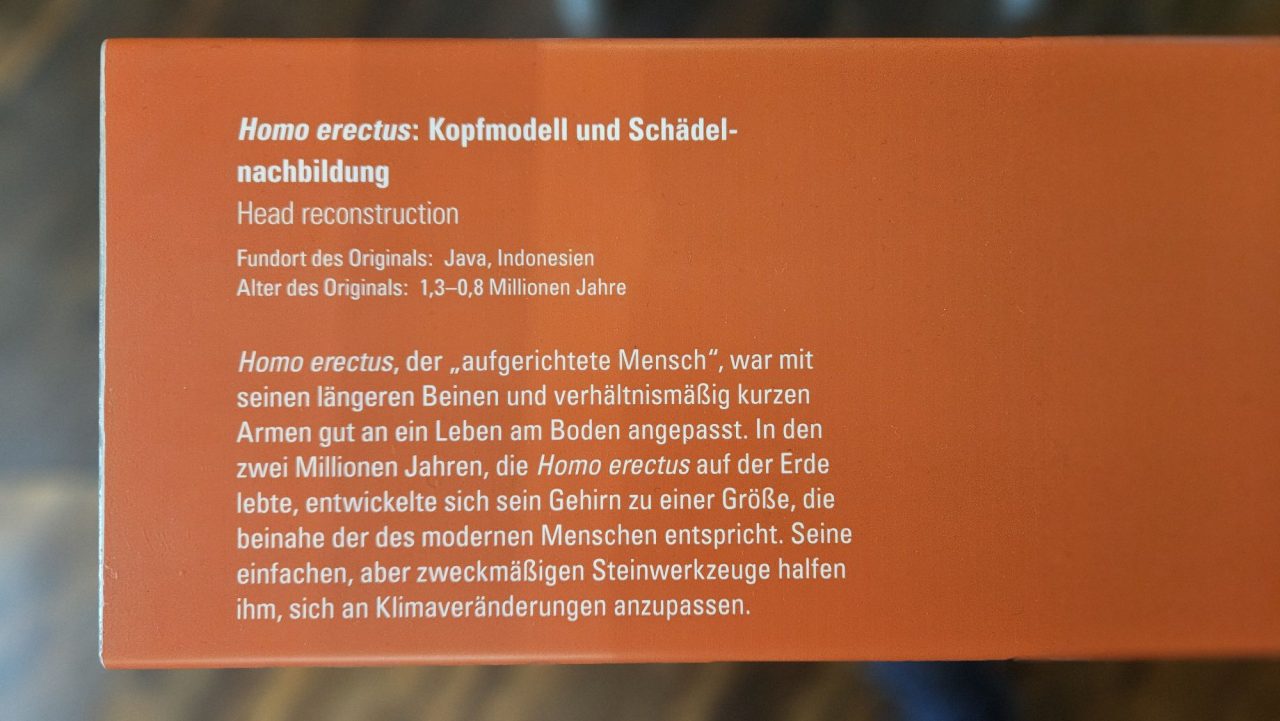 Homo erectus: Kopfmodell und Schädel-
nachbildung
Head reconstruction
Fundort des Originals: Java, Indonesien
Alter des Originals: 1,3–0,8 Millionen Jahre
Homo erectus, der „aufgerichtete Mensch“, war mit
seinen längeren Beinen und verhältnismäßig kurzen
Armen gut an ein Leben am Boden angepasst. In den
zwei Millionen Jahren, die Homo erectus auf der Erde
lebte, entwickelte sich sein Gehirn zu einer Größe, die
beinahe der des modernen Menschen entspricht. Seine
einfachen, aber zweckmäßigen Steinwerkzeuge halfen
ihm, sich an Klimaveränderungen anzupassen.